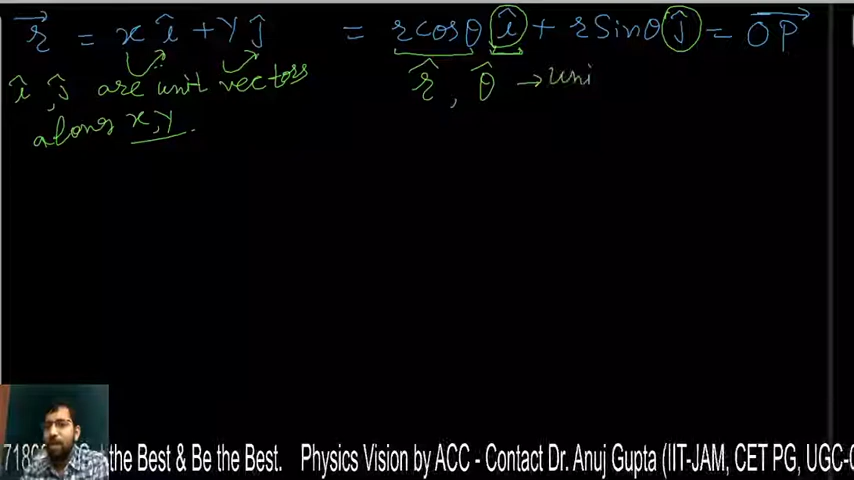 r⃗ = x î + y ĵ = r cosθ î + r sinθ ĵ = O⃗P
î, ĵ are unit vectors
along x, y.
r̂, θ̂ → uni
the Best & Be the Best. Physics Vision by ACC - Contact Dr. Anuj Gupta (IIT-JAM, CET PG, UGC-